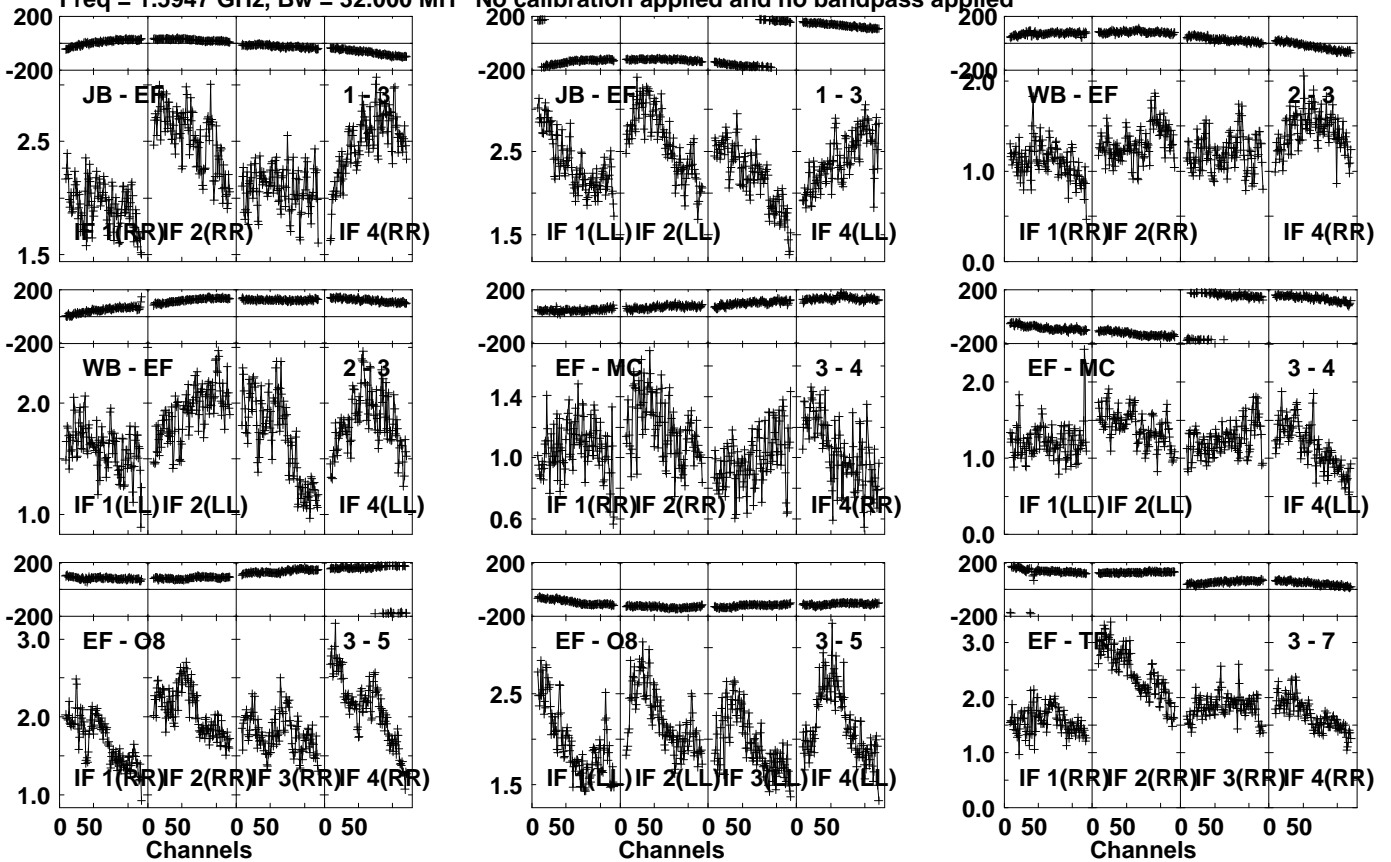 Freq = 1.5947 GHz, Bw = 32.000 MH No calibration applied and no bandpass applied
200 200 200
-200 -200 -200
JB - EF 1 - 3 JB - EF 1 - 3 WB - EF 2 - 3
2.0
2.5 2.5 1.0
1.5 1.5 0.0
IF 1(RR) IF 2(RR) IF 4(RR) IF 1(LL) IF 2(LL) IF 4(LL) IF 1(RR) IF 2(RR) IF 4(RR)
200 200 200
-200 -200 -200
WB - EF 2 - 3 EF - MC 3 - 4 EF - MC 3 - 4
2.0 1.4 2.0
1.0 1.0
1.0 0.6 0.0
IF 1(LL) IF 2(LL) IF 4(LL) IF 1(RR) IF 2(RR) IF 4(RR) IF 1(LL) IF 2(LL) IF 4(LL)
200 200 200
-200 -200 -200
EF - O8 3 - 5 EF - O8 3 - 5 EF - TR 3 - 7
3.0 2.5 3.0
2.0 2.0
1.0 1.5 1.0
0.0
IF 1(RR) IF 2(RR) IF 3(RR) IF 4(RR) IF 1(LL) IF 2(LL) IF 3(LL) IF 4(LL) IF 1(RR) IF 2(RR) IF 3(RR) IF 4(RR)
0 50 0 50 0 50 0 50 0 50 0 50 0 50 0 50 0 50 0 50 0 50 0 50
Channels Channels Channels